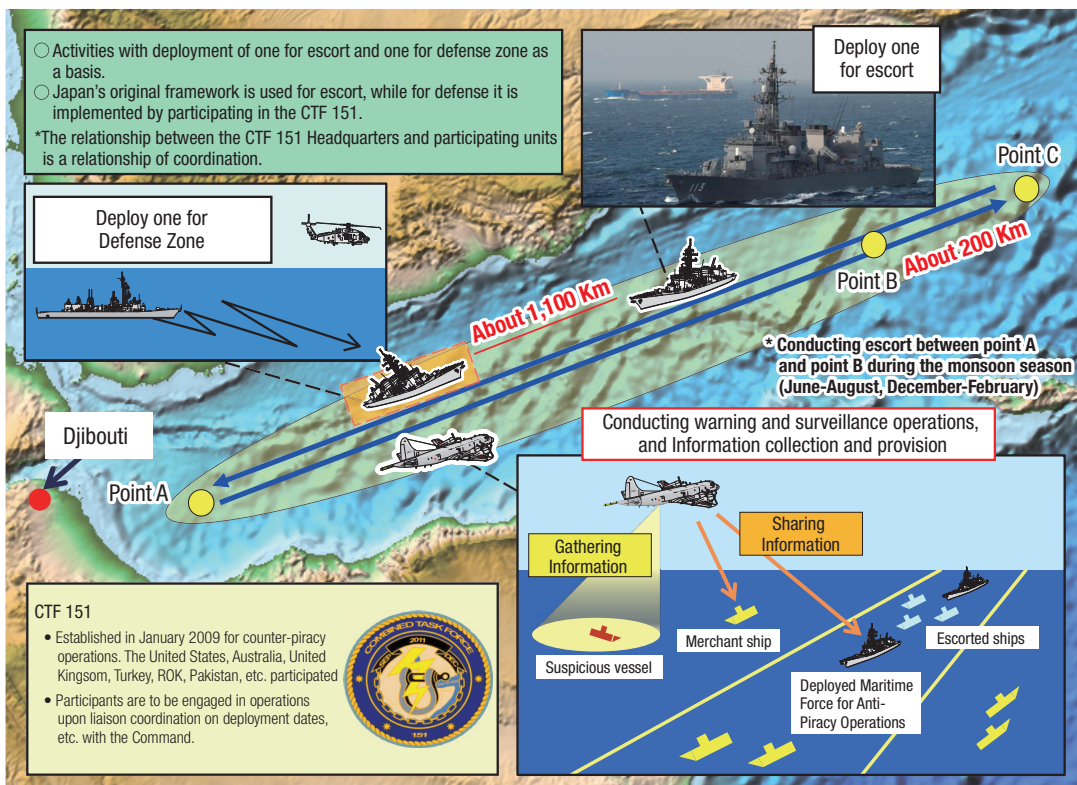 ○ Activities with deployment of one for escort and one for defense zone as
a basis.
○ Japan's original framework is used for escort, while for defense it is
implemented by participating in the CTF 151.
*The relationship between the CTF 151 Headquarters and participating units
is a relationship of coordination.
Deploy one
for escort
113
Point C
Deploy one for
Defense Zone
About 200 Km
Point B
About 1,100 Km
* Conducting escort between point A
and point B during the monsoon season
(June-August, December-February)
Djibouti
Point A
Conducting warning and surveillance operations,
and Information collection and provision
Gathering
Information
Sharing
Information
Suspicious vessel
Merchant ship
Escorted ships
Deployed Maritime
Force for Anti-
Piracy Operations
CTF 151
• Established in January 2009 for counter-piracy
operations. The United States, Australia, United
Kingsom, Turkey, ROK, Pakistan, etc. participated
• Participants are to be engaged in operations
upon liaison coordination on deployment dates,
etc. with the Command.
COMBINED TASK FORCE
2011
SEP
DEC
151